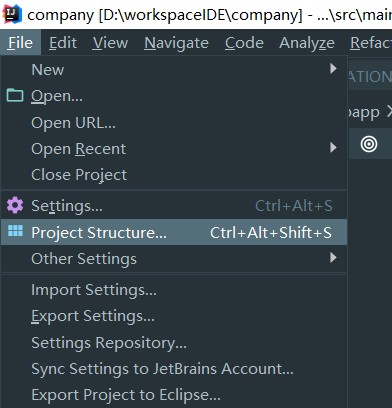 company [D:\workspaceIDE\company] - ...\src\main
File Edit View Navigate Code Analyze Refac
New
Open...
Open URL...
Open Recent
Close Project
Settings... Ctrl+Alt+S
Project Structure... Ctrl+Alt+Shift+S
Other Settings
Import Settings...
Export Settings...
Settings Repository...
Sync Settings to JetBrains Account...
Export Project to Eclipse...
ATION
app